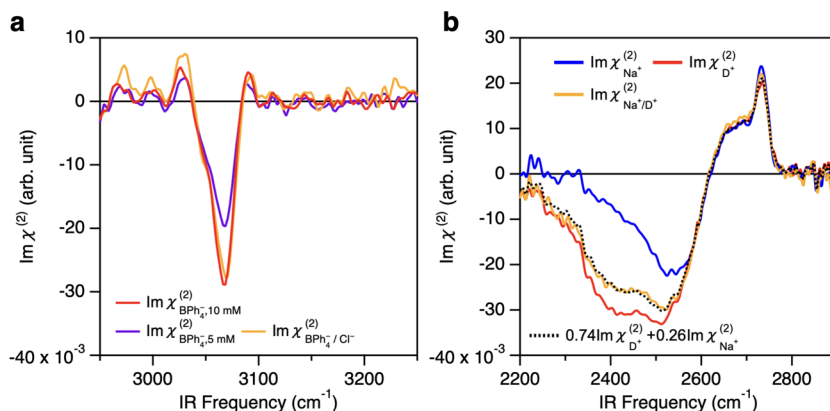 a
10
0
-10
-20
-30
-40 × 10⁻³
Im χ⁽²⁾ (arb. unit)
Im χ⁽²⁾ BPh₄⁻, 10 mM
Im χ⁽²⁾ BPh₄⁻, 5 mM
Im χ⁽²⁾ BPh₄⁻ / Cl⁻
3000 3100 3200
IR Frequency (cm⁻¹)
b
30
20
10
0
-10
-20
-30
-40 × 10⁻³
Im χ⁽²⁾ (arb. unit)
Im χ⁽²⁾ Na⁺ Im χ⁽²⁾ D⁺
Im χ⁽²⁾ Na⁺/D⁺
0.74Im χ⁽²⁾ D⁺ +0.26Im χ⁽²⁾ Na⁺
2200 2400 2600 2800
IR Frequency (cm⁻¹)